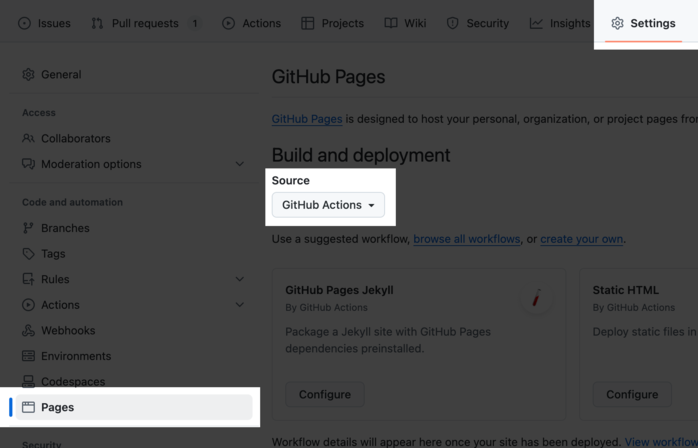 Issues
Pull requests 1
Actions
Projects
Wiki
Security
Insights
Settings
General
Access
Collaborators
Moderation options
Code and automation
Branches
Tags
Rules
Actions
Webhooks
Environments
Codespaces
Pages
Security
GitHub Pages
GitHub Pages is designed to host your personal, organization, or project pages from
Build and deployment
Source
GitHub Actions
Use a suggested workflow, browse all workflows, or create your own.
GitHub Pages Jekyll
By GitHub Actions
Package a Jekyll site with GitHub Pages
dependencies preinstalled.
Configure
Static HTML
By GitHub Actions
Deploy static files in
Configure
Workflow details will appear here once your site has been deployed. View workflow